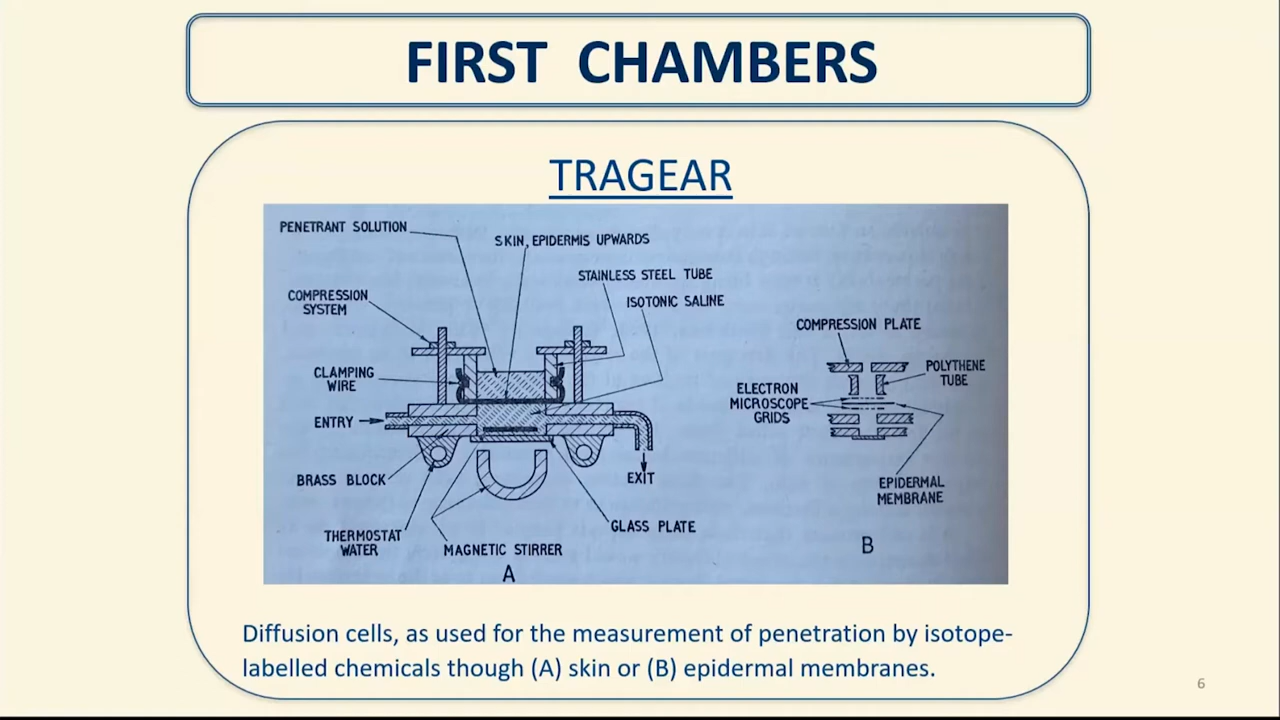 FIRST CHAMBERS
TRAGEAR
PENETRANT SOLUTION
SKIN, EPIDERMIS UPWARDS
STAINLESS STEEL TUBE
ISOTONIC SALINE
COMPRESSION
SYSTEM
CLAMPING
WIRE
ENTRY
BRASS BLOCK
EXIT
THERMOSTAT
WATER
MAGNETIC STIRRER
GLASS PLATE
A
COMPRESSION PLATE
POLYTHENE
TUBE
ELECTRON
MICROSCOPE
GRIDS
EPIDERMAL
MEMBRANE
B
Diffusion cells, as used for the measurement of penetration by isotope-
labelled chemicals though (A) skin or (B) epidermal membranes.
6